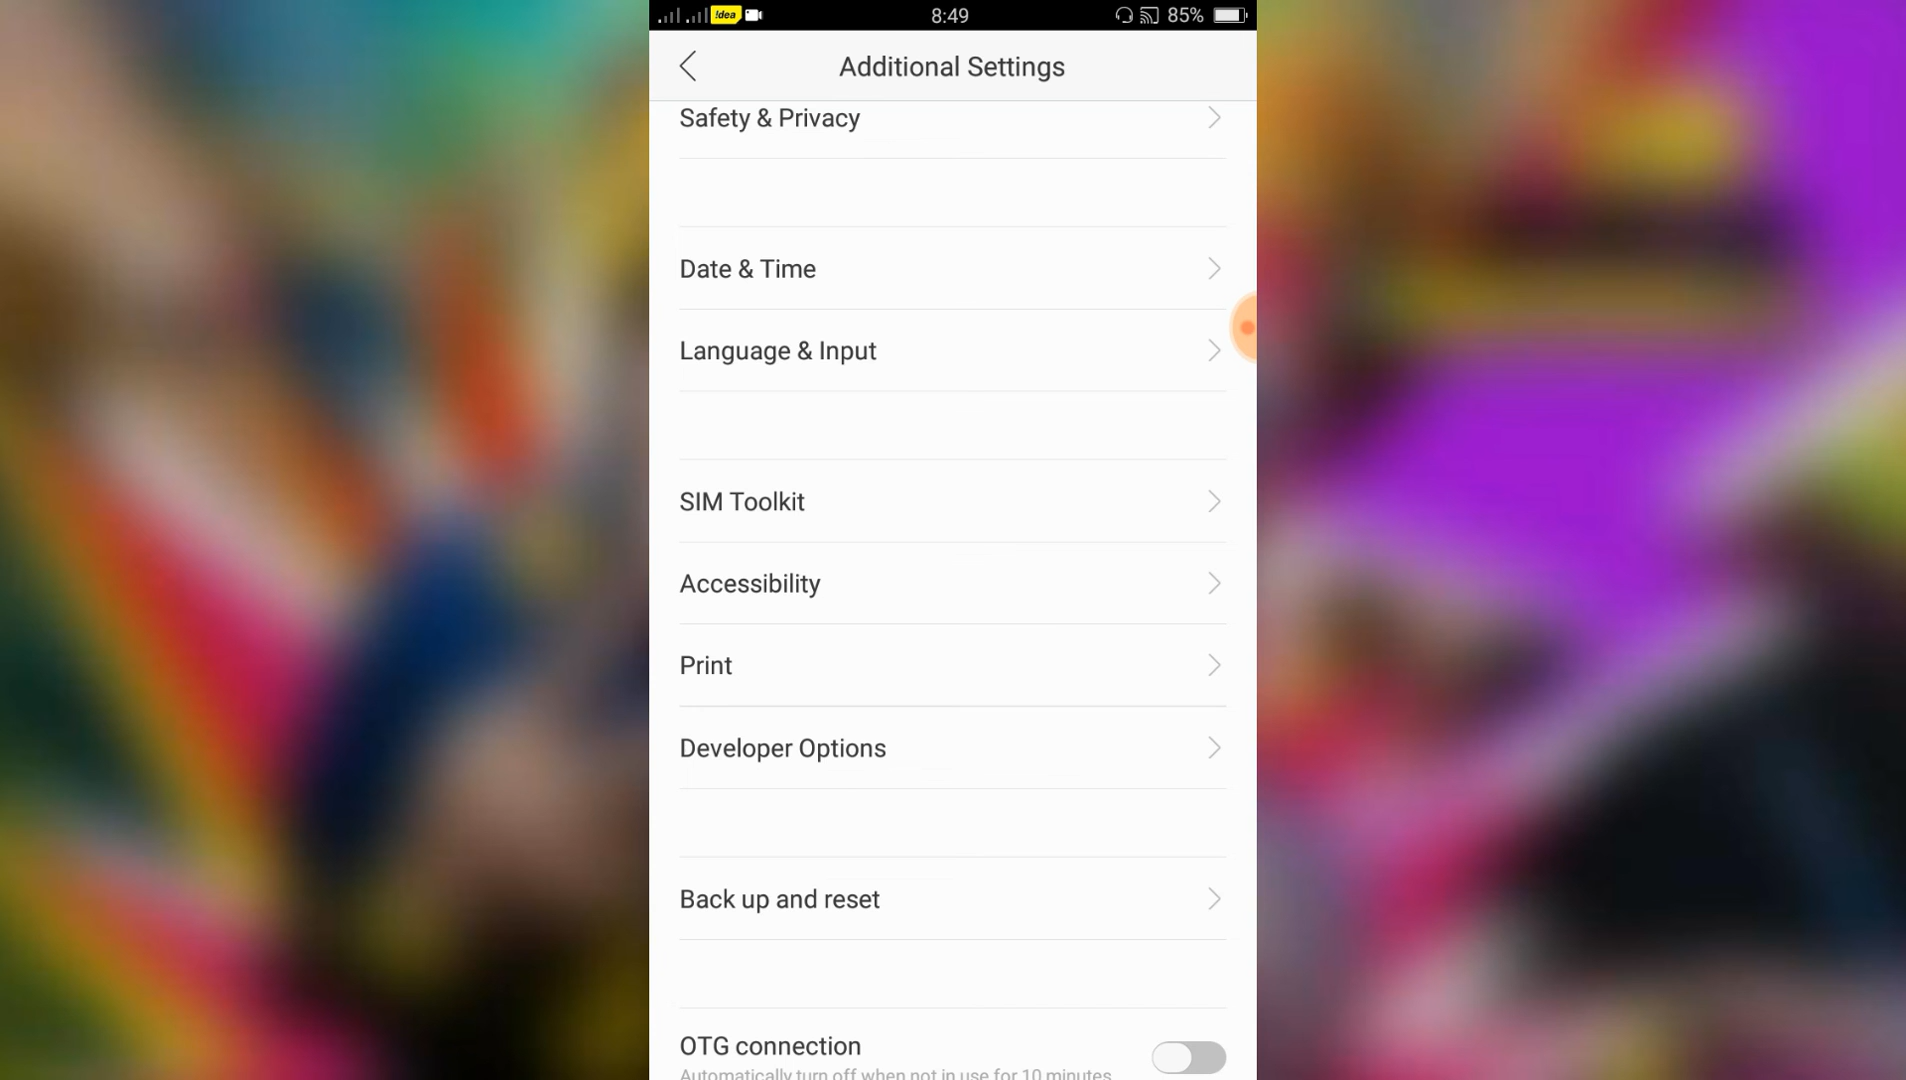 !dea
8:49
85%
Additional Settings
Safety & Privacy
Date & Time
Language & Input
SIM Toolkit
Accessibility
Print
Developer Options
Back up and reset
OTG connection
Automatically turn off when not in use for 10 minutes